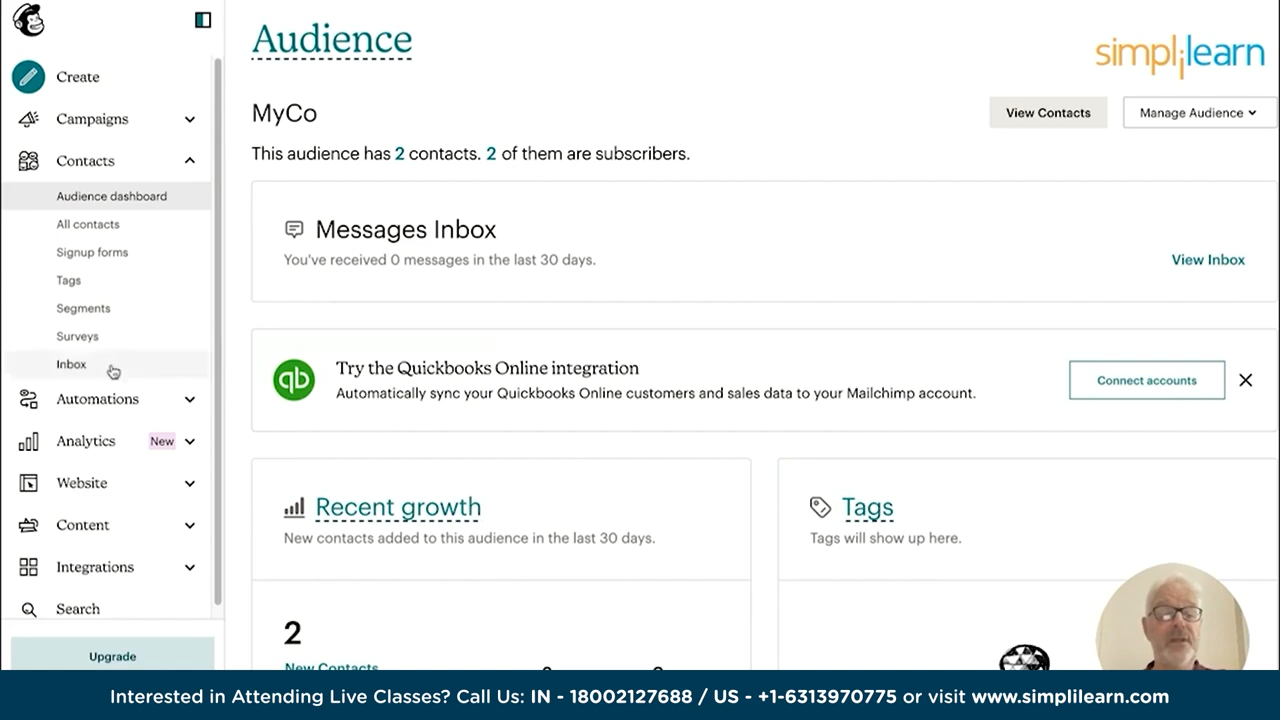 Create
Campaigns
Contacts
Audience dashboard
All contacts
Signup forms
Tags
Segments
Surveys
Inbox
Automations
Analytics New
Website
Content
Integrations
Search
Upgrade
Audience
simplilearn
MyCo
View Contacts
Manage Audience
This audience has 2 contacts. 2 of them are subscribers.
Messages Inbox
You've received 0 messages in the last 30 days.
View Inbox
qb
Try the Quickbooks Online integration
Automatically sync your Quickbooks Online customers and sales data to your Mailchimp account.
Connect accounts
Recent growth
New contacts added to this audience in the last 30 days.
2
New Contacts
Tags
Tags will show up here.
Interested in Attending Live Classes? Call Us: IN - 18002127688 / US - +1-6313970775 or visit www.simplilearn.com